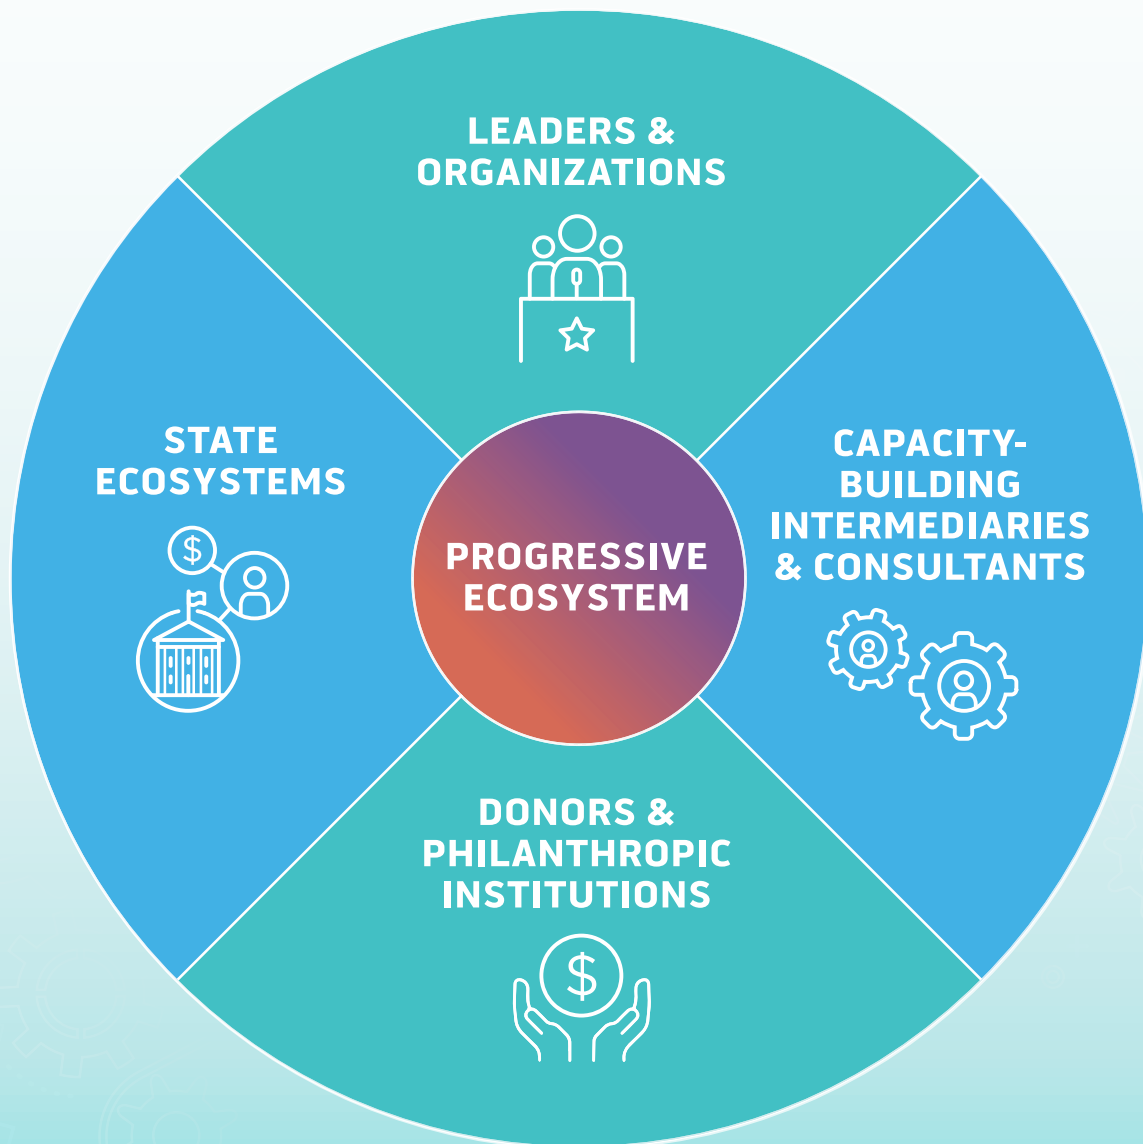 LEADERS &
ORGANIZATIONS
STATE
ECOSYSTEMS
$
PROGRESSIVE
ECOSYSTEM
CAPACITY-
BUILDING
INTERMEDIARIES
& CONSULTANTS
DONORS &
PHILANTHROPIC
INSTITUTIONS
$